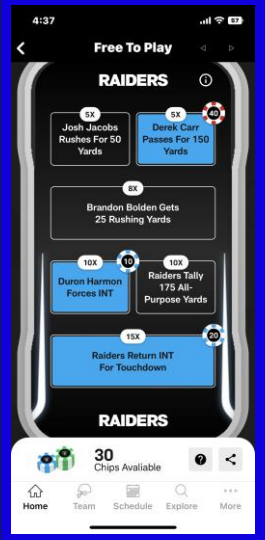 4:37
57
Free To Play
RAIDERS
5X
Josh Jacobs
Rushes For 50
Yards
5X
40
Derek Carr
Passes For 150
Yards
8X
Brandon Bolden Gets
25 Rushing Yards
10X
10
Duron Harmon
Forces INT
10X
Raiders Tally
175 All-
Purpose Yards
15X
20
Raiders Return INT
For Touchdown
RAIDERS
30
Chips Avaliable
Home
Team
Schedule
Explore
More